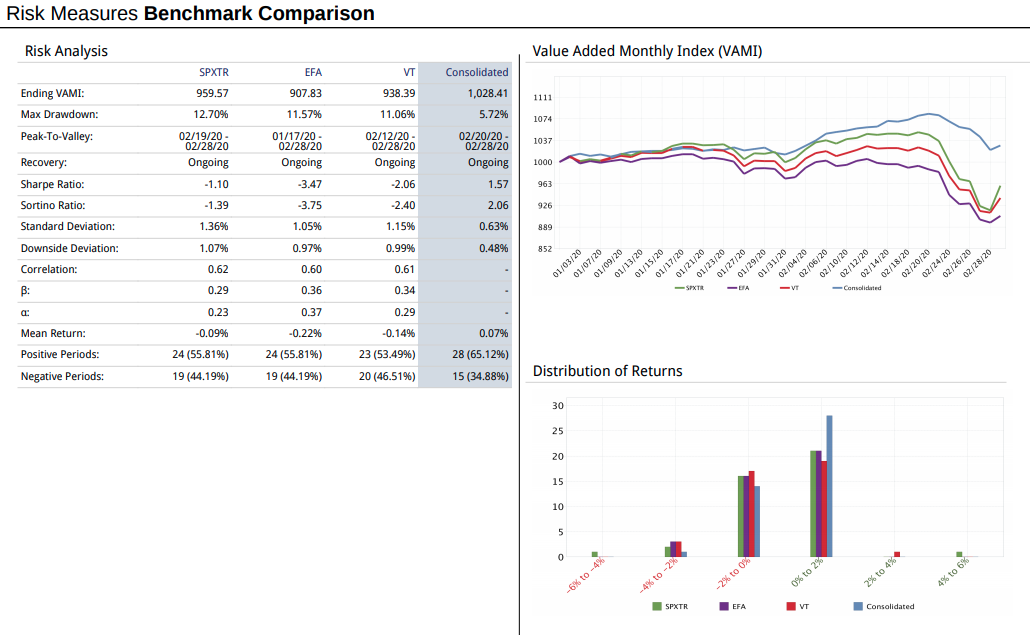 Risk Measures Benchmark Comparison
Risk Analysis
SPXTR EFA VT Consolidated
Ending VAMI: 959.57 907.83 938.39 1,028.41
Max Drawdown: 12.70% 11.57% 11.06% 5.72%
Peak-To-Valley: 02/19/20 - 01/17/20 - 02/12/20 - 02/20/20 -
02/28/20 02/28/20 02/28/20 02/28/20
Recovery: Ongoing Ongoing Ongoing Ongoing
Sharpe Ratio: -1.10 -3.47 -2.06 1.57
Sortino Ratio: -1.39 -3.75 -2.40 2.06
Standard Deviation: 1.36% 1.05% 1.15% 0.63%
Downside Deviation: 1.07% 0.97% 0.99% 0.48%
Correlation: 0.62 0.60 0.61 -
β: 0.29 0.36 0.34 -
α: 0.23 0.37 0.29 -
Mean Return: -0.09% -0.22% -0.14% 0.07%
Positive Periods: 24 (55.81%) 24 (55.81%) 23 (53.49%) 28 (65.12%)
Negative Periods: 19 (44.19%) 19 (44.19%) 20 (46.51%) 15 (34.88%)
Value Added Monthly Index (VAMI)
1111
1074
1037
1000
963
926
889
852
01/03/20 01/07/20 01/09/20 01/13/20 01/15/20 01/17/20 01/21/20 01/23/20 01/27/20 01/29/20 01/31/20 02/04/20 02/06/20 02/10/20 02/12/20 02/14/20 02/18/20 02/20/20 02/24/20 02/26/20 02/28/20
SPXTR EFA VT Consolidated
Distribution of Returns
30
25
20
15
10
5
0
-6% to -4% -4% to -2% -2% to 0% 0% to 2% 2% to 4% 4% to 6%
SPXTR EFA VT Consolidated